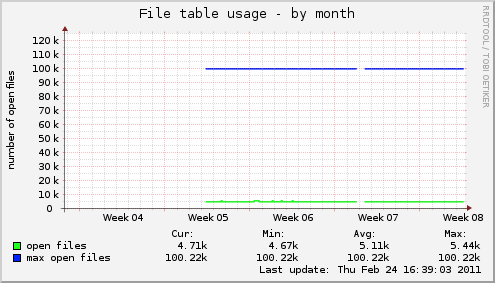 File table usage - by month
RRDTOOL / TOBI OETIKER
number of open files
120 k
110 k
100 k
90 k
80 k
70 k
60 k
50 k
40 k
30 k
20 k
10 k
0
Week 04 Week 05 Week 06 Week 07 Week 08
Cur: Min: Avg: Max:
open files 4.71k 4.67k 5.11k 5.44k
max open files 100.22k 100.22k 100.22k 100.22k
Last update: Thu Feb 24 16:39:03 2011